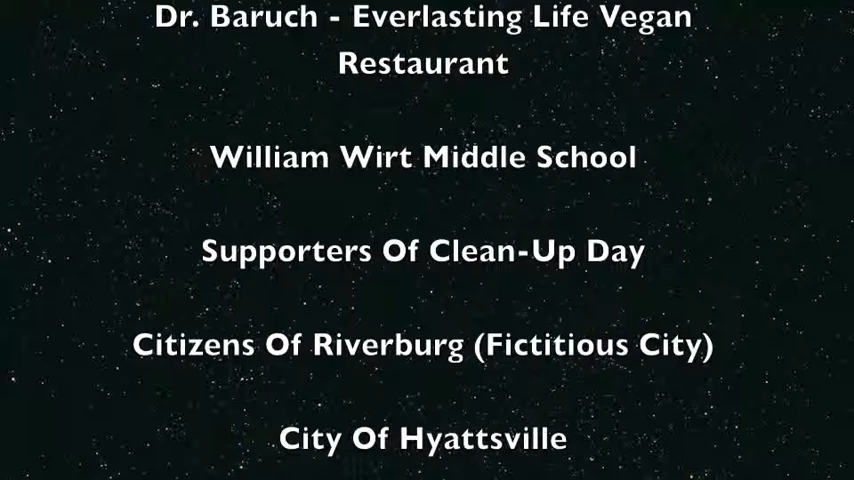 Dr. Baruch - Everlasting Life Vegan
Restaurant
William Wirt Middle School
Supporters Of Clean-Up Day
Citizens Of Riverburg (Fictitious City)
City Of Hyattsville